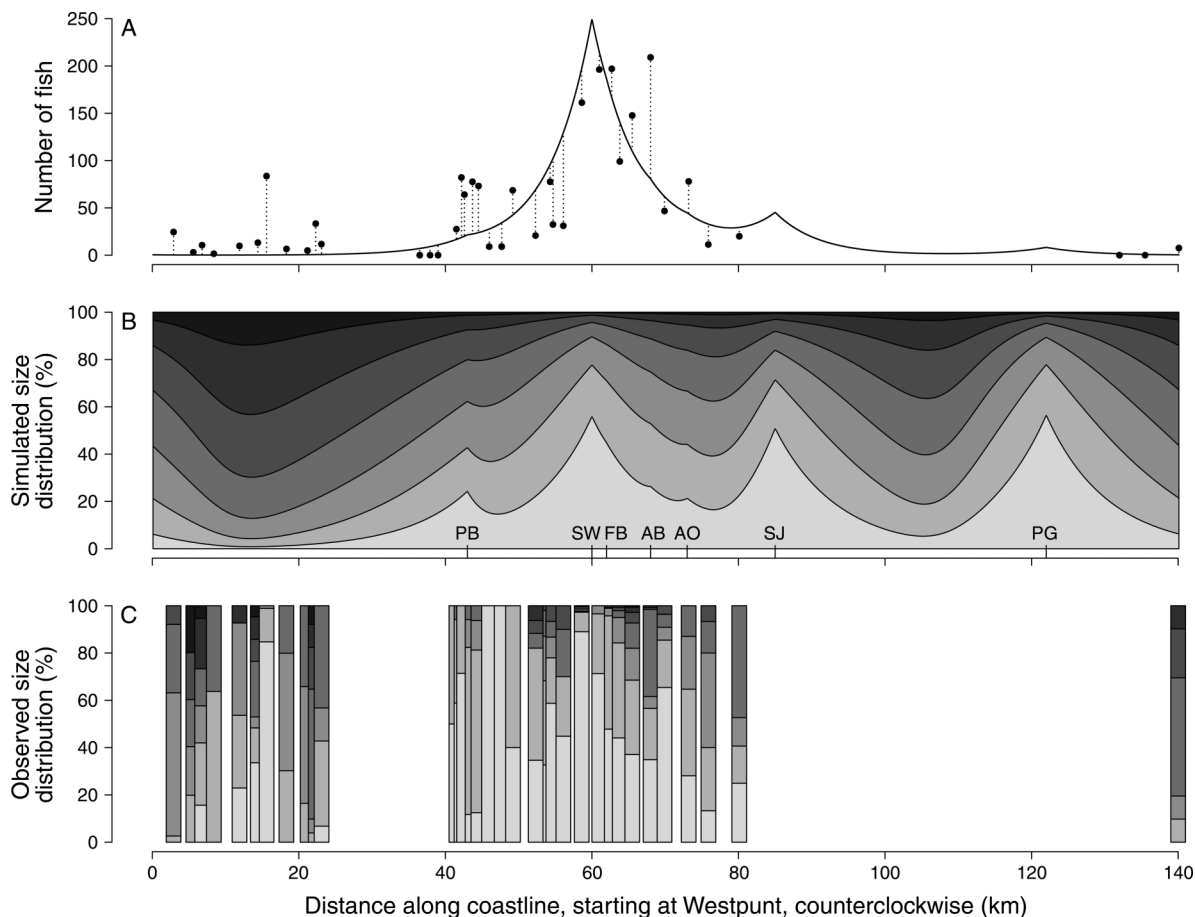 A
250
200
150
100
50
0
Number of fish
B
100
80
60
40
20
0
Simulated size
distribution (%)
PB SW FB AB AO SJ PG
C
100
80
60
40
20
0
Observed size
distribution (%)
0 20 40 60 80 100 120 140
Distance along coastline, starting at Westpunt, counterclockwise (km)